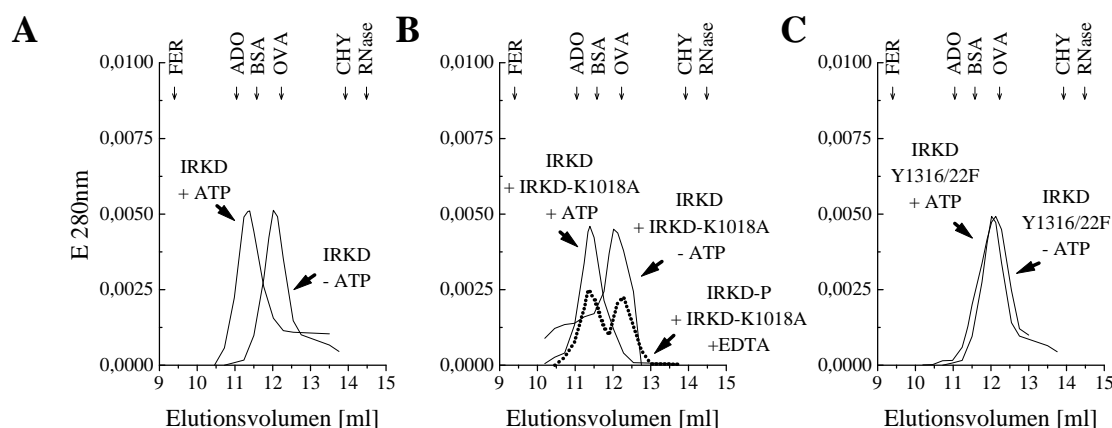 A
FER
ADO
BSA
OVA
CHY
RNase
0,0100
0,0075
0,0050
0,0025
0,0000
E 280nm
IRKD
+ ATP
IRKD
- ATP
9 10 11 12 13 14 15
Elutionsvolumen [ml]
B
FER
ADO
BSA
OVA
CHY
RNase
0,0100
0,0075
0,0050
0,0025
0,0000
IRKD
+ IRKD-K1018A
+ ATP
IRKD
+ IRKD-K1018A
- ATP
IRKD-P
+ IRKD-K1018A
+EDTA
9 10 11 12 13 14 15
Elutionsvolumen [ml]
C
FER
ADO
BSA
OVA
CHY
RNase
0,0100
0,0075
0,0050
0,0025
0,0000
IRKD
Y1316/22F
+ ATP
IRKD
Y1316/22F
- ATP
9 10 11 12 13 14 15
Elutionsvolumen [ml]